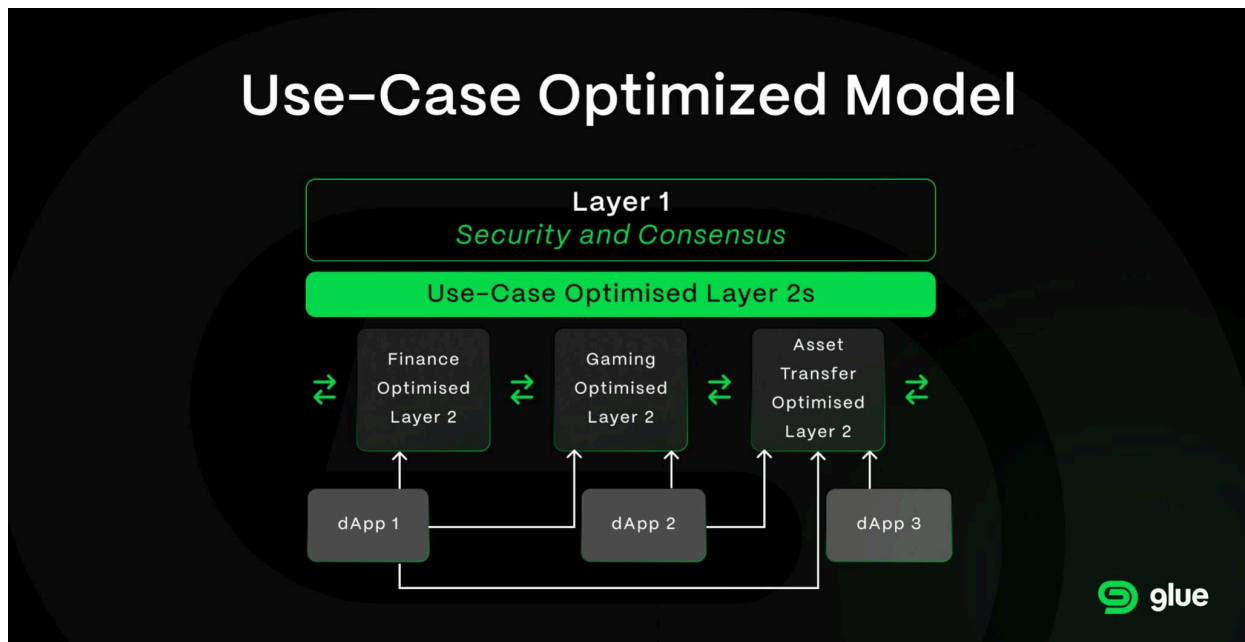 Use-Case Optimized Model
Layer 1
Security and Consensus
Use-Case Optimised Layer 2s
Finance
Optimised
Layer 2
Gaming
Optimised
Layer 2
Asset
Transfer
Optimised
Layer 2
dApp 1
dApp 2
dApp 3
glue